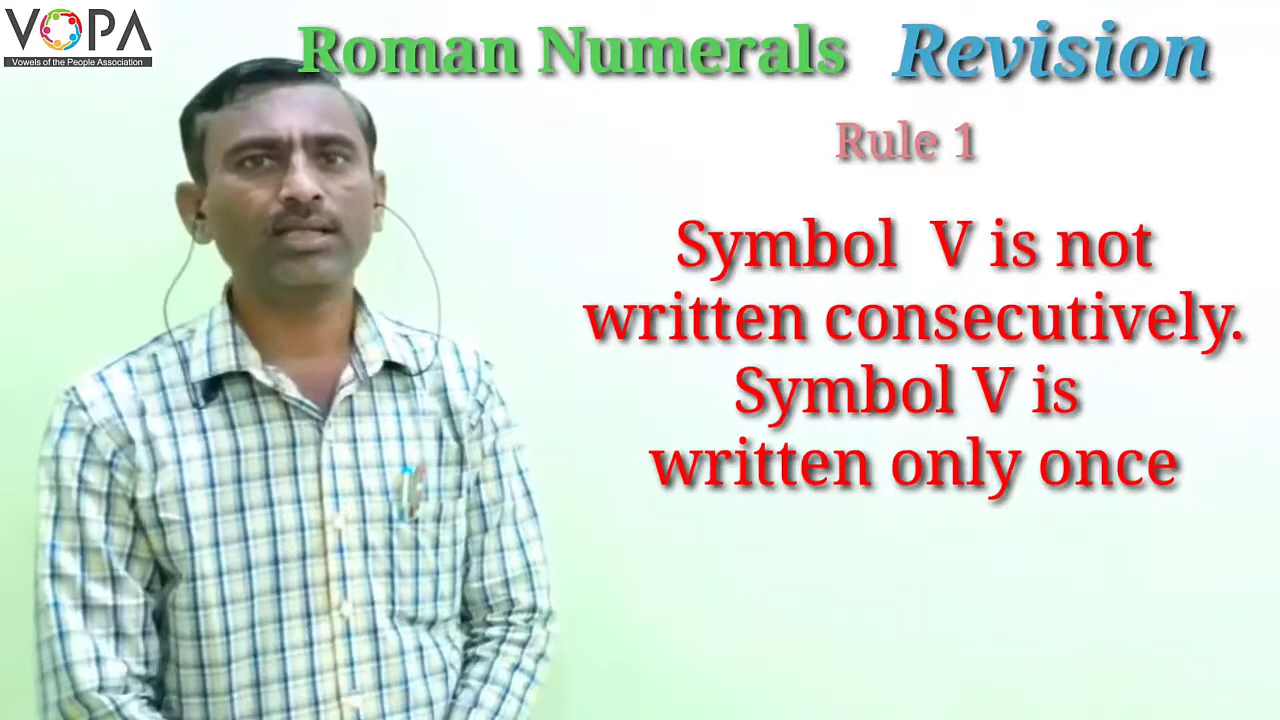 VOPA
Vowels of the People Association
Roman Numerals Revision
Rule 1
Symbol V is not
written consecutively.
Symbol V is
written only once